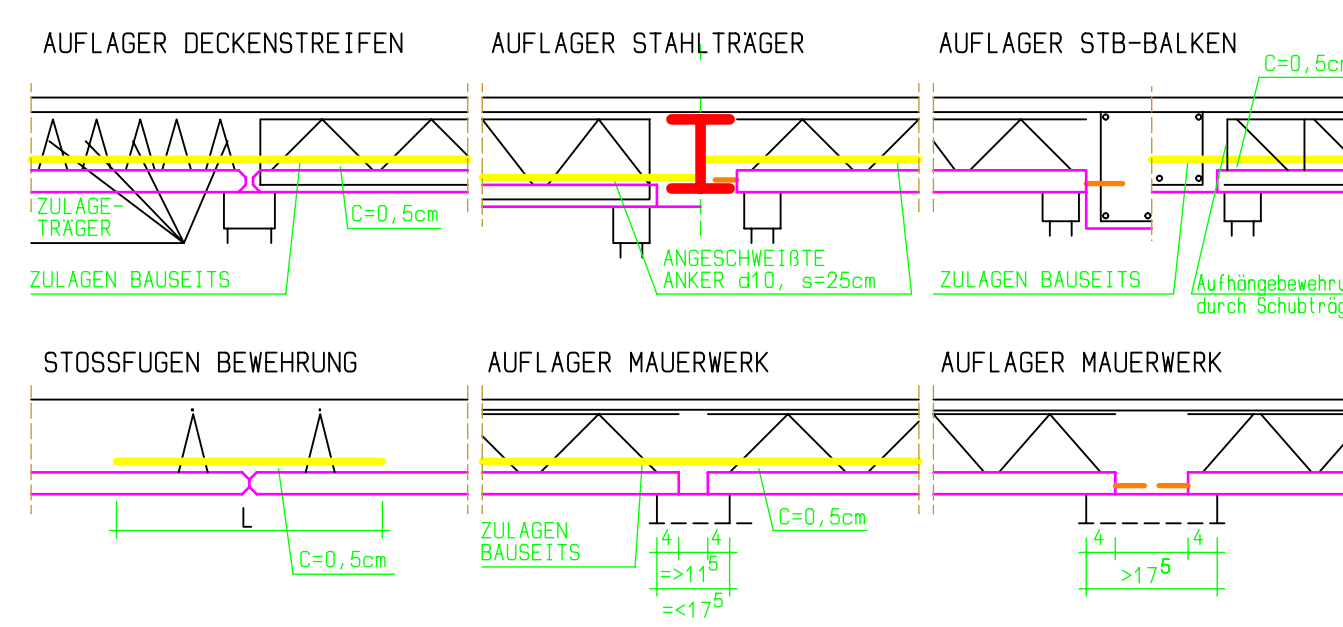 AUFLAGER DECKENSTREIFEN
ZULAGE-
TRÄGER
C=0,5cm
ZULAGEN BAUSEITS
AUFLAGER STAHLTRÄGER
ANGESCHWEIßTE
ANKER d10, s=25cm
AUFLAGER STB-BALKEN
C=0,5cm
ZULAGEN BAUSEITS
STOSSFUGEN BEWEHRUNG
L
C=0,5cm
AUFLAGER MAUERWERK
ZULAGEN
BAUSEITS
C=0,5cm
4 4
=>11⁵
=<17⁵
AUFLAGER MAUERWERK
4 4
>17⁵
durch